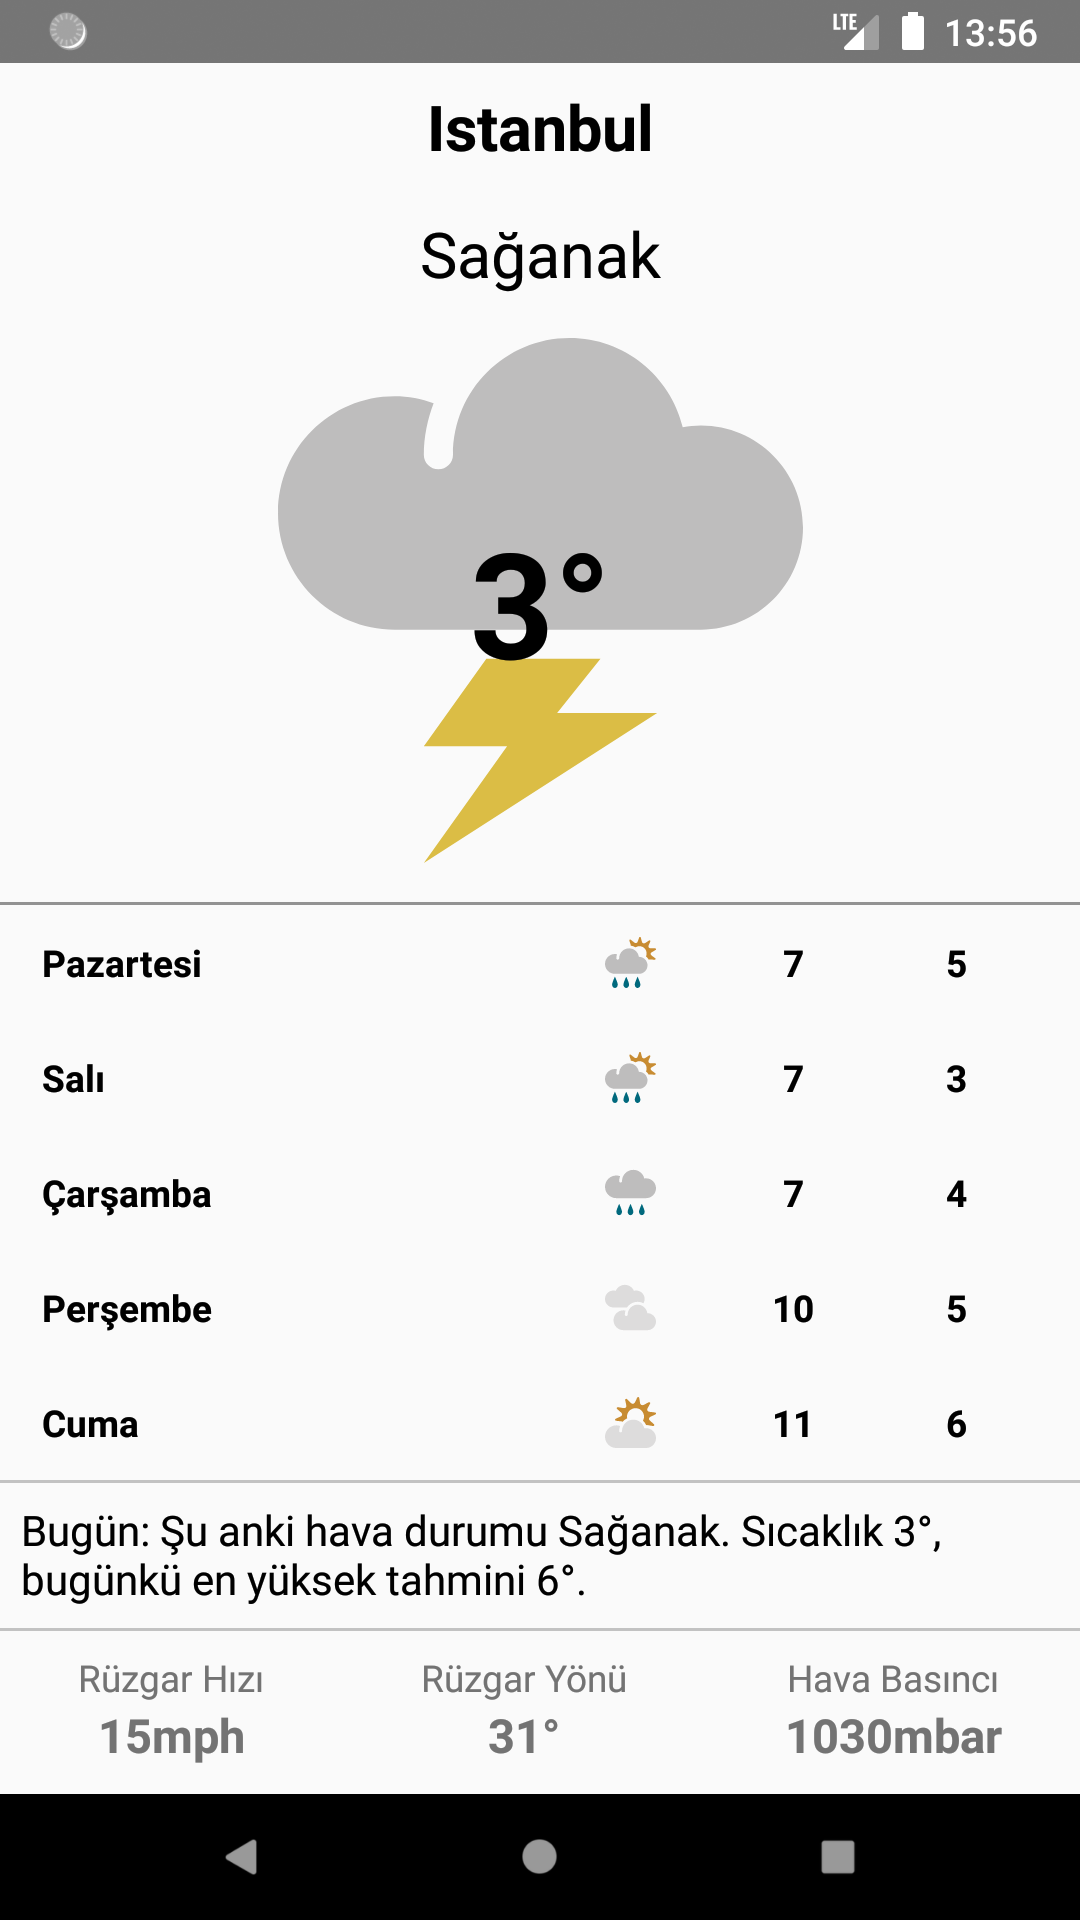 LTE 13:56
Istanbul
Sağanak
3°
Pazartesi 7 5
Salı 7 3
Çarşamba 7 4
Perşembe 10 5
Cuma 11 6
Bugün: Şu anki hava durumu Sağanak. Sıcaklık 3°,
bugünkü en yüksek tahmini 6°.
Rüzgar Hızı Rüzgar Yönü Hava Basıncı
15mph 31° 1030mbar